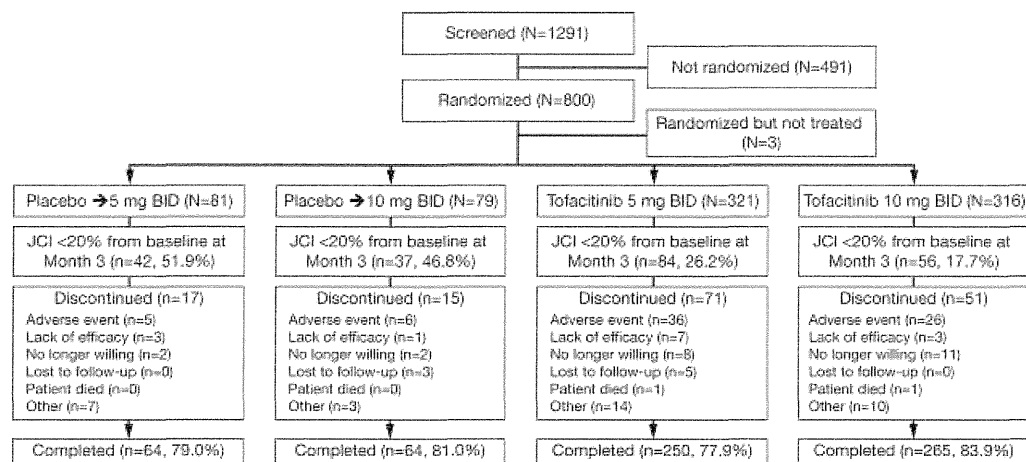 Screened (N=1291)
Not randomized (N=491)
Randomized (N=800)
Randomized but not treated
(N=3)
Placebo ➔5 mg BID (N=81)
Placebo ➔10 mg BID (N=79)
Tofacitinib 5 mg BID (N=321)
Tofacitinib 10 mg BID (N=316)
JCI <20% from baseline at
Month 3 (n=42, 51.9%)
JCI <20% from baseline at
Month 3 (n=37, 46.8%)
JCI <20% from baseline at
Month 3 (n=84, 26.2%)
JCI <20% from baseline at
Month 3 (n=56, 17.7%)
Discontinued (n=17)
Adverse event (n=5)
Lack of efficacy (n=3)
No longer willing (n=2)
Lost to follow-up (n=0)
Patient died (n=0)
Other (n=7)
Discontinued (n=15)
Adverse event (n=6)
Lack of efficacy (n=1)
No longer willing (n=2)
Lost to follow-up (n=3)
Patient died (n=0)
Other (n=3)
Discontinued (n=71)
Adverse event (n=36)
Lack of efficacy (n=7)
No longer willing (n=8)
Lost to follow-up (n=5)
Patient died (n=1)
Other (n=14)
Discontinued (n=51)
Adverse event (n=26)
Lack of efficacy (n=3)
No longer willing (n=11)
Lost to follow-up (n=0)
Patient died (n=1)
Other (n=10)
Completed (n=64, 79.0%)
Completed (n=64, 81.0%)
Completed (n=250, 77.9%)
Completed (n=265, 83.9%)